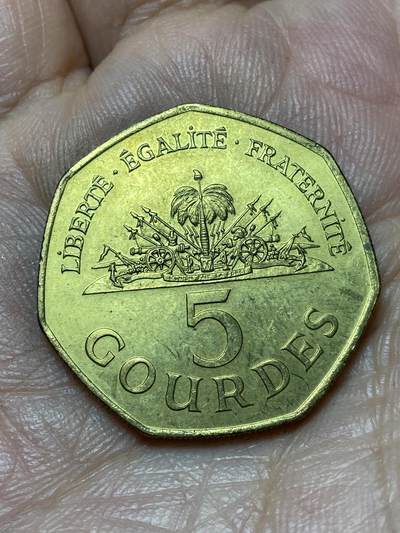 LIBERTÉ · ÉGALITÉ · FRATERNITÉ
5
GOURDES